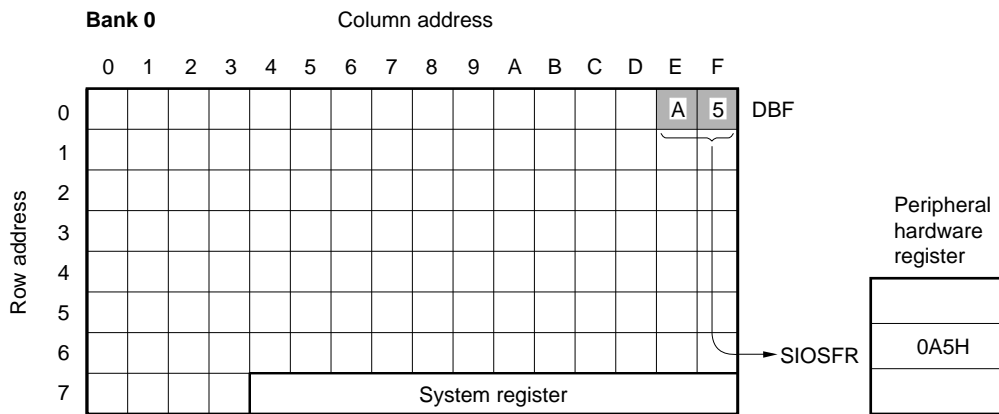 Bank 0
Column address
0 1 2 3 4 5 6 7 8 9 A B C D E F
0
A 5
DBF
1
2
3
4
5
6
7
Row address
System register
SIOSFR
Peripheral
hardware
register
0A5H